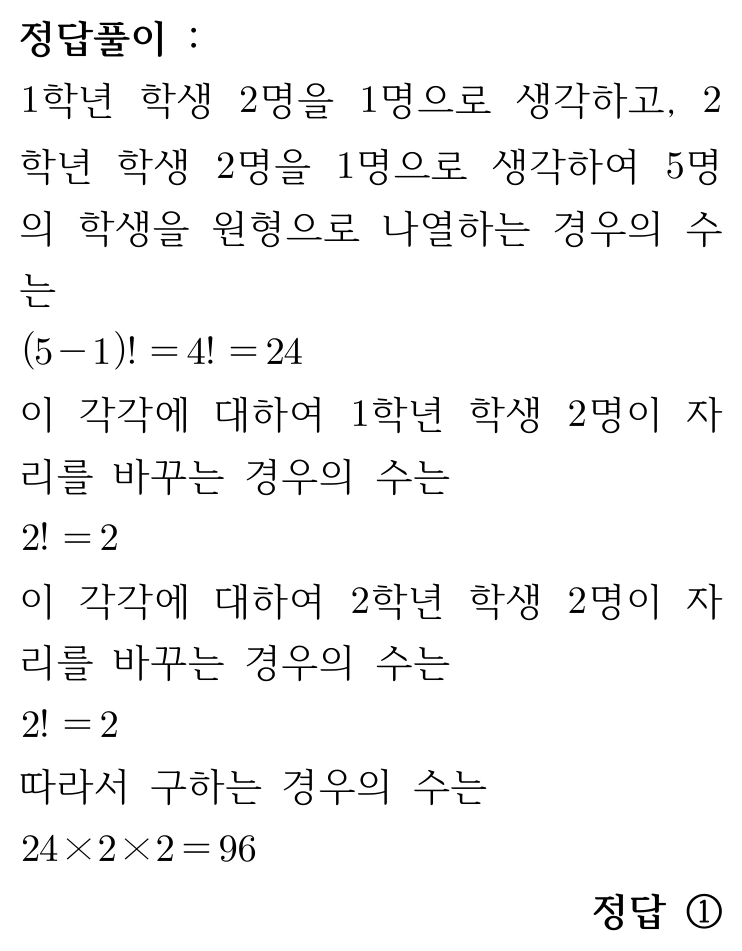 정답풀이 :
1학년 학생 2명을 1명으로 생각하고, 2
학년 학생 2명을 1명으로 생각하여 5명
의 학생을 원형으로 나열하는 경우의 수
는
(5-1)! = 4! = 24
이 각각에 대하여 1학년 학생 2명이 자
리를 바꾸는 경우의 수는
2! = 2
이 각각에 대하여 2학년 학생 2명이 자
리를 바꾸는 경우의 수는
2! = 2
따라서 구하는 경우의 수는
24×2×2 = 96
정답 ①